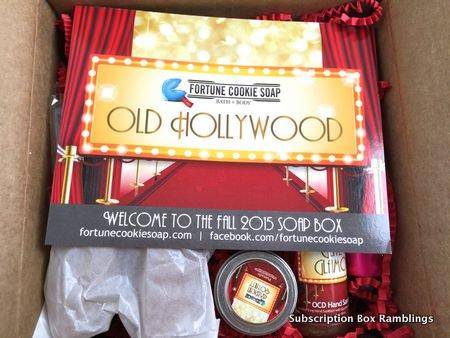 FORTUNE COOKIE SOAP
BATH + BODY
OLD HOLLYWOOD
WELCOME TO THE FALL 2015 SOAP BOX
fortunecookiesoap.com | facebook.com/fortunecookiesoap
OCD Hand
Subscription Box Ramblings